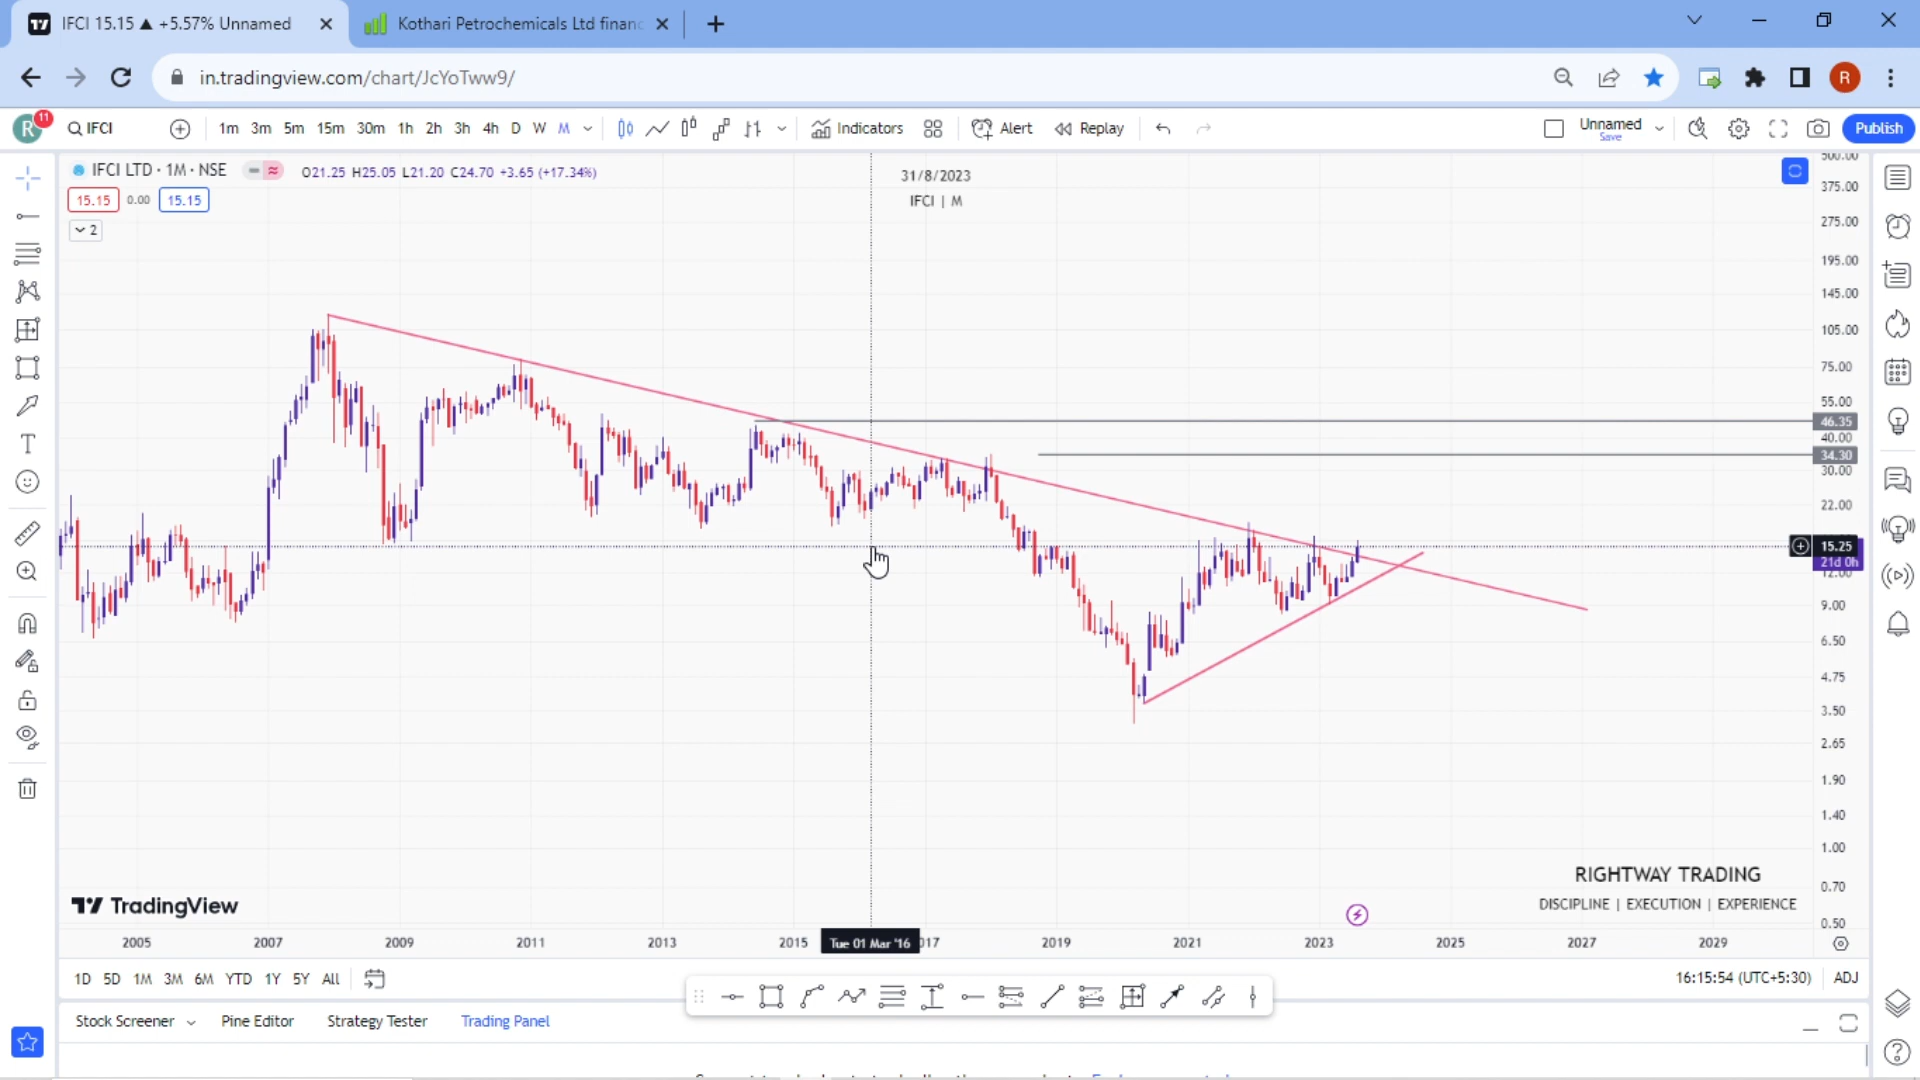 IFCI 15.15 ▲ +5.57% Unnamed
Kothari Petrochemicals Ltd financ
in.tradingview.com/chart/JcYoTww9/
R
R 11
IFCI
1m 3m 5m 15m 30m 1h 2h 3h 4h D W M
Indicators
Alert
Replay
Unnamed
Save
Publish
IFCI LTD · 1M · NSE
O21.25 H25.05 L21.20 C24.70 +3.65 (+17.34%)
15.15 0.00 15.15
2
31/8/2023
IFCI | M
500.00
375.00
275.00
195.00
145.00
105.00
75.00
55.00
46.35
40.00
34.30
30.00
22.00
15.25
21d 0h
12.00
9.00
6.50
4.75
3.50
2.65
1.90
1.40
1.00
0.70
0.50
RIGHTWAY TRADING
DISCIPLINE | EXECUTION | EXPERIENCE
TradingView
2005 2007 2009 2011 2013 2015 Tue 01 Mar '16 017 2019 2021 2023 2025 2027 2029
1D 5D 1M 3M 6M YTD 1Y 5Y All
16:15:54 (UTC+5:30) ADJ
Stock Screener Pine Editor Strategy Tester Trading Panel